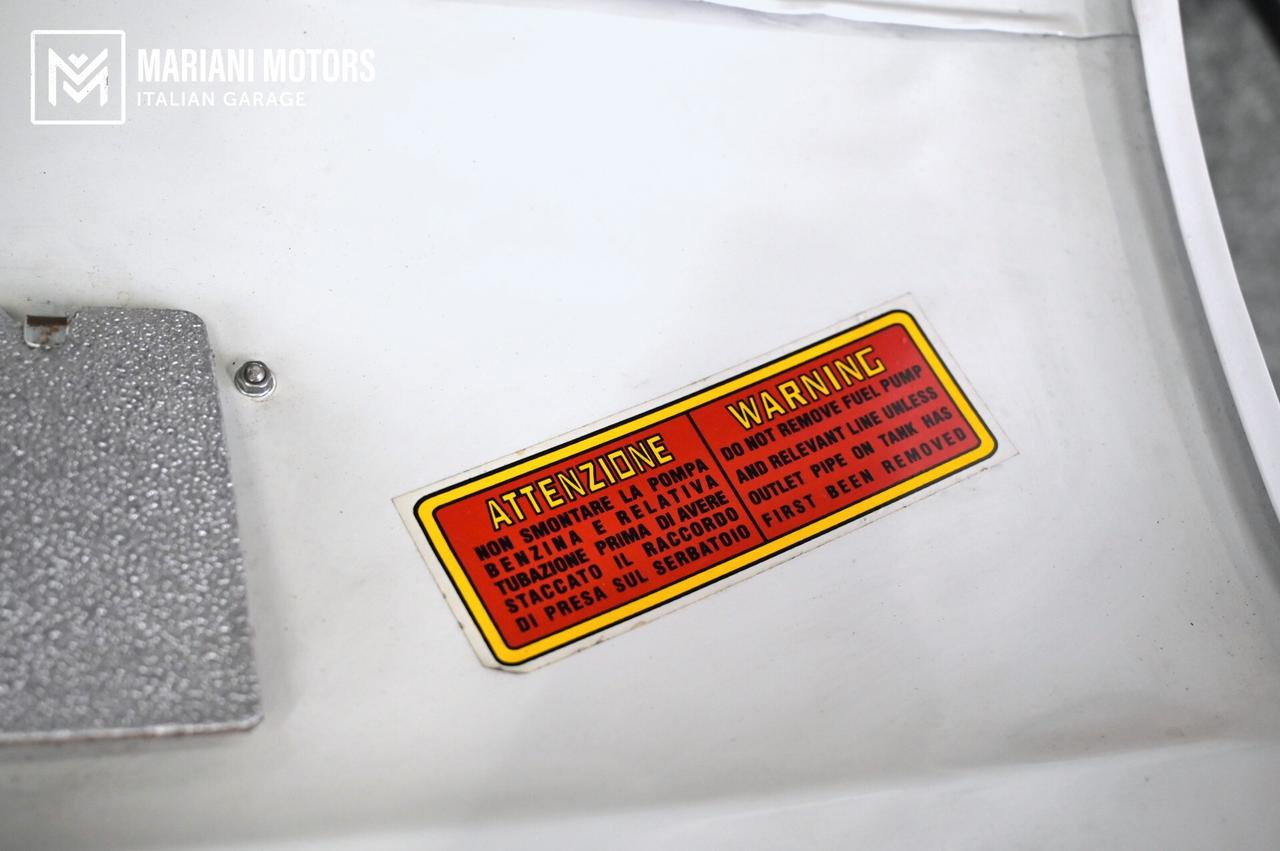 MARIANI MOTORS
ITALIAN GARAGE
ATTENZIONE
NON SMONTARE LA POMPA
BENZINA E RELATIVA
TUBAZIONE PRIMA DI AVERE
STACCATO IL RACCORDO
DI PRESA SUL SERBATOIO
WARNING
DO NOT REMOVE FUEL PUMP
AND RELEVANT LINE UNLESS
OUTLET PIPE ON TANK HAS
FIRST BEEN REMOVED